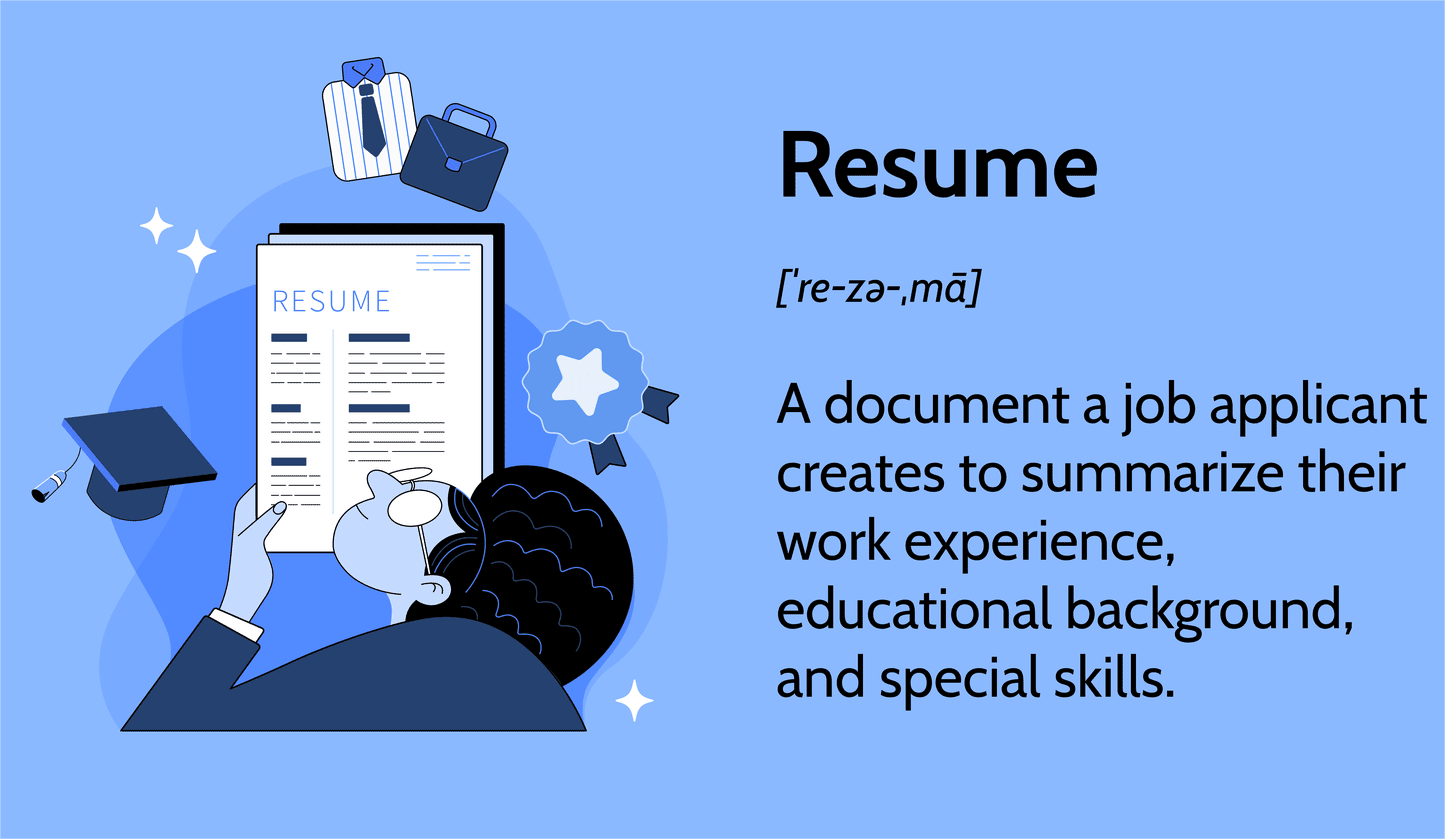 RESUME
Resume
[ˈre-zə-ˌmā]
A document a job applicant
creates to summarize their
work experience,
educational background,
and special skills.